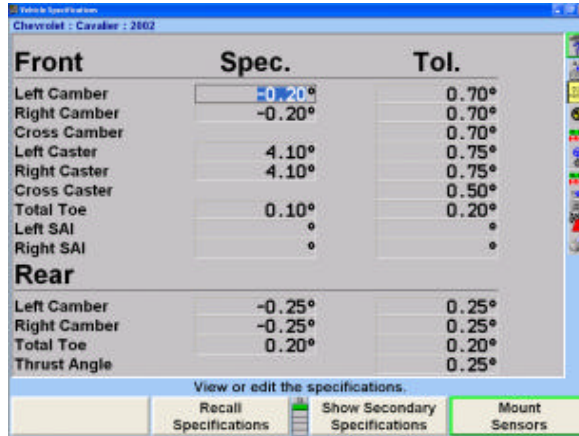 Vehicle Specifications
Chevrolet : Cavalier : 2002
Front Spec. Tol.
Left Camber -0.20° 0.70°
Right Camber -0.20° 0.70°
Cross Camber 0.70°
Left Caster 4.10° 0.75°
Right Caster 4.10° 0.75°
Cross Caster 0.50°
Total Toe 0.10° 0.20°
Left SAI ° °
Right SAI ° °
Rear
Left Camber -0.25° 0.25°
Right Camber -0.25° 0.25°
Total Toe 0.20° 0.20°
Thrust Angle 0.25°
View or edit the specifications.
Recall Specifications
Show Secondary Specifications
Mount Sensors